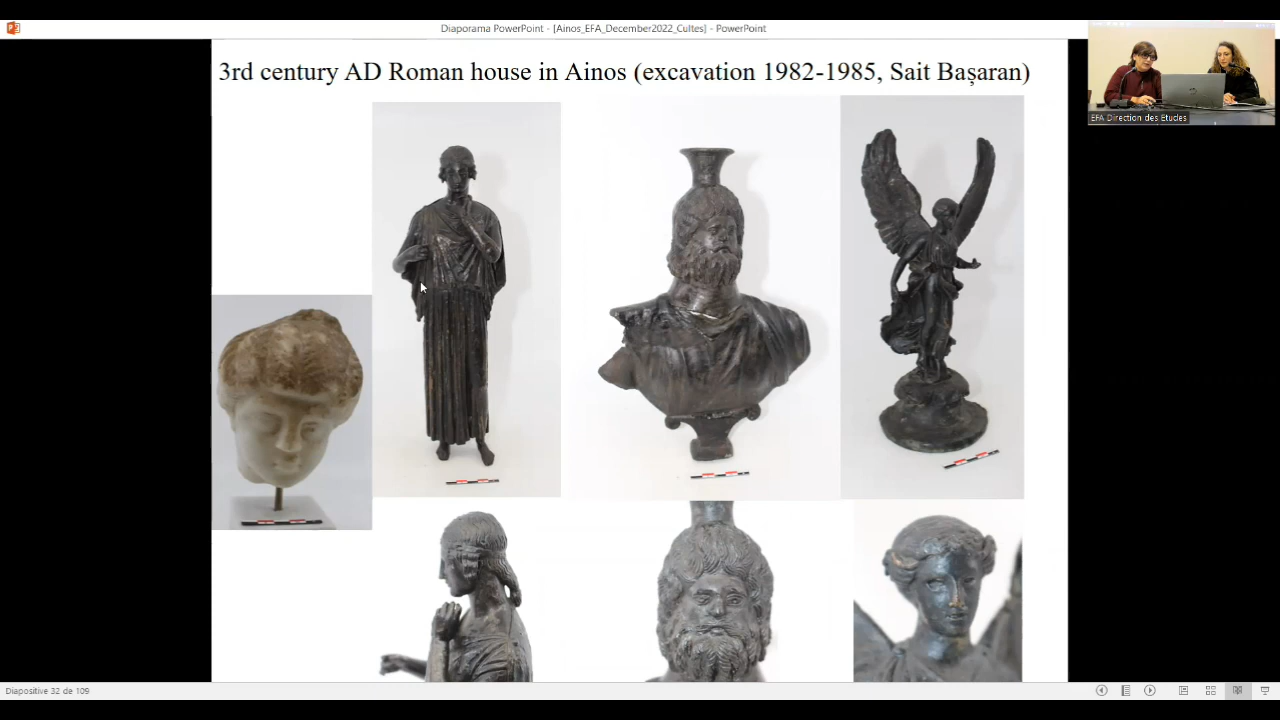 Diaporama PowerPoint - [Ainos_EFA_December2022_Cultes] - PowerPoint
3rd century AD Roman house in Ainos (excavation 1982-1985, Sait Bașaran)
EFA Direction des Etudes
Diapositive 32 de 109